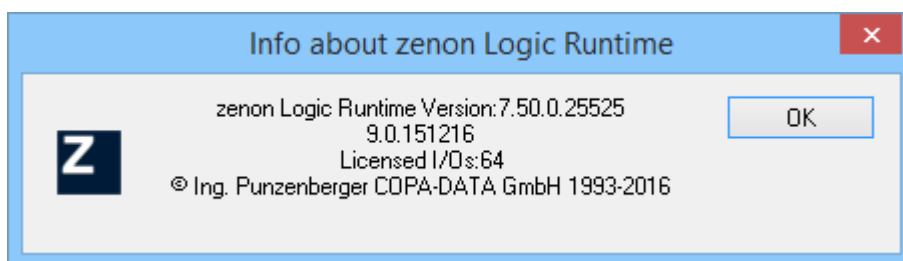 Info about zenon Logic Runtime
zenon Logic Runtime Version:7.50.0.25525
9.0.151216
Licensed I/Os:64
© Ing. Punzenberger COPA-DATA GmbH 1993-2016
OK
Z